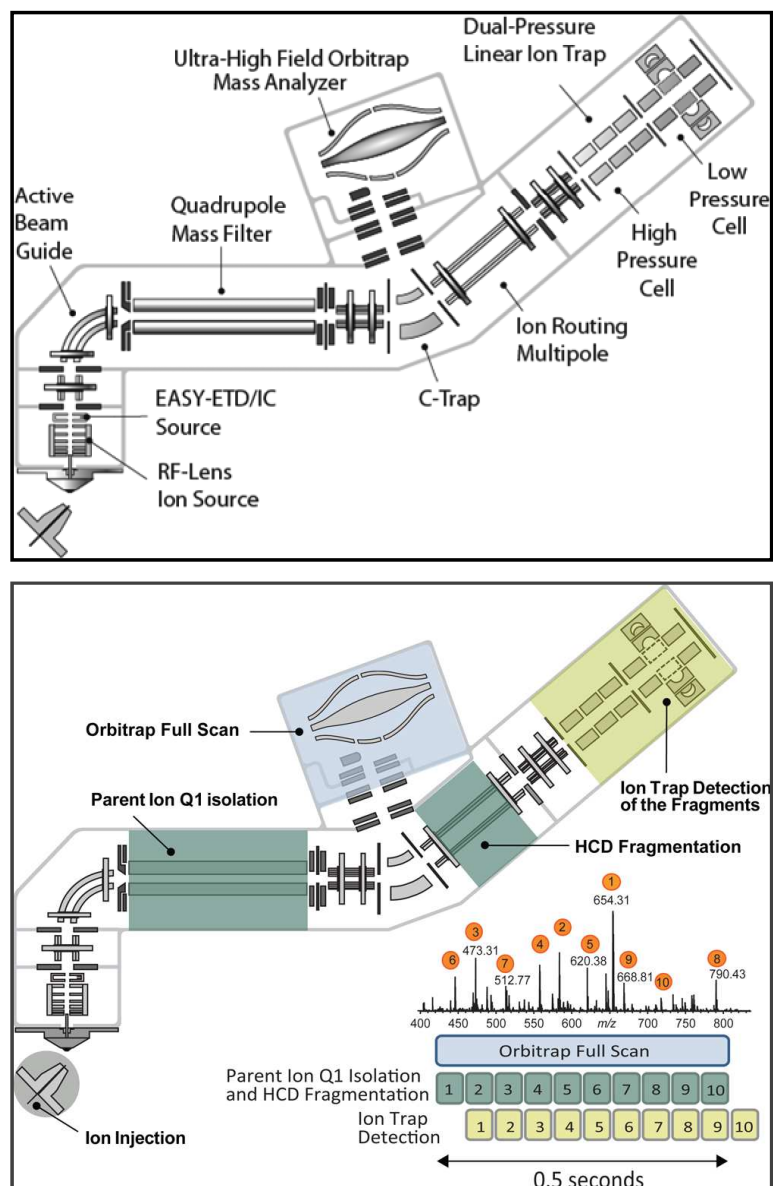 Dual-Pressure
Linear Ion Trap
Ultra-High Field Orbitrap
Mass Analyzer
Low
Pressure
Cell
Active
Beam
Guide
Quadrupole
Mass Filter
High
Pressure
Cell
Ion Routing
Multipole
C-Trap
EASY-ETD/IC
Source
RF-Lens
Ion Source
Orbitrap Full Scan
Parent Ion Q1 isolation
Ion Trap Detection
of the Fragments
HCD Fragmentation
1
654.31
3
473.31
2
6
7
512.77
4
5
620.38
9
668.81
10
8
790.43
400 450 500 550 600 m/z 700 750 800
Orbitrap Full Scan
Parent Ion Q1 Isolation
and HCD Fragmentation
1 2 3 4 5 6 7 8 9 10
Ion Trap
Detection
1 2 3 4 5 6 7 8 9 10
Ion Injection
0.5 seconds